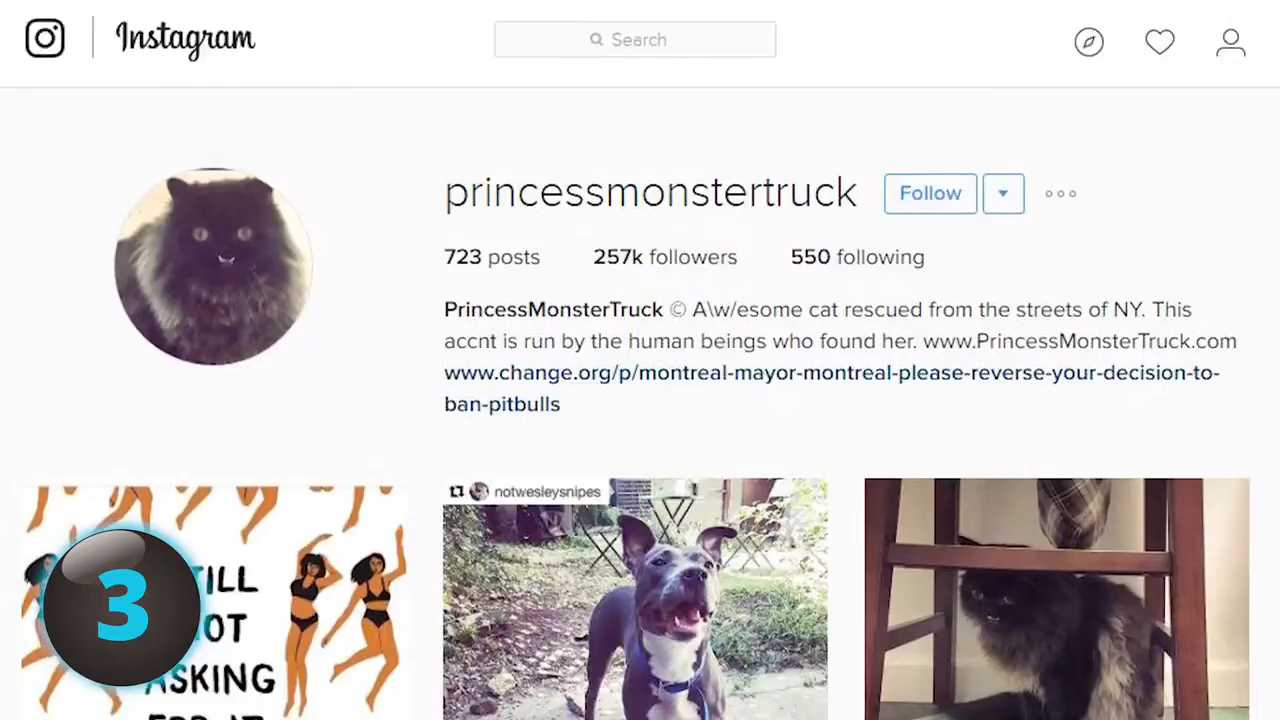 Instagram
Search
princessmonstertruck
Follow
723 posts 257k followers 550 following
PrincessMonsterTruck © A\w/esome cat rescued from the streets of NY. This
accnt is run by the human beings who found her. www.PrincessMonsterTruck.com
www.change.org/p/montreal-mayor-montreal-please-reverse-your-decision-to-
ban-pitbulls
notwesleysnipes
3
ASKING